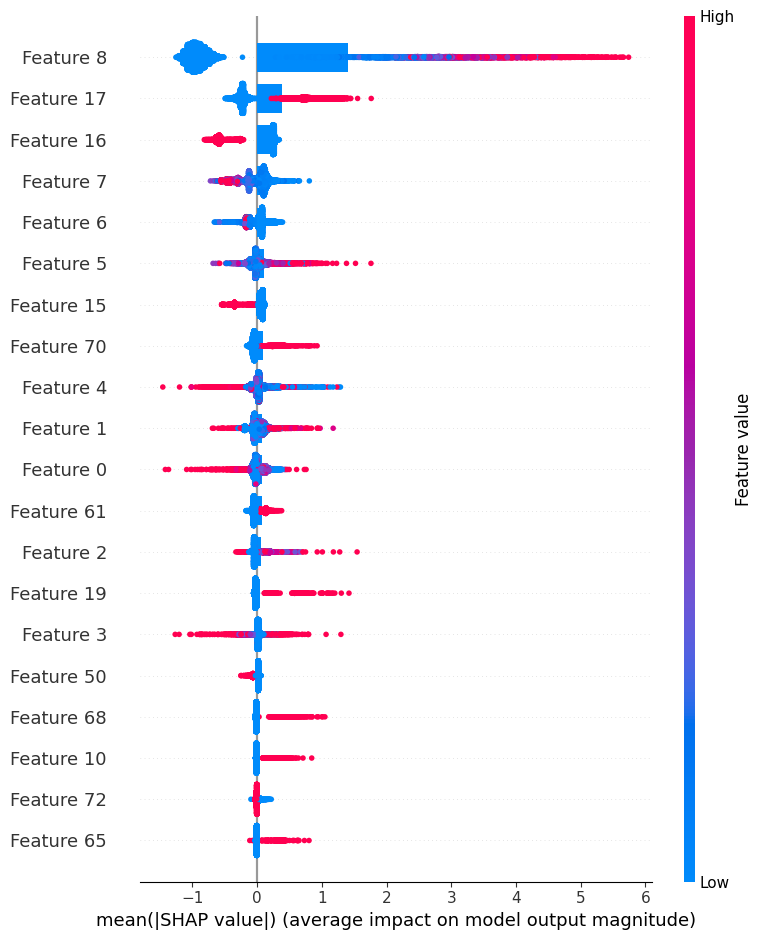 High
Feature 8
Feature 17
Feature 16
Feature 7
Feature 6
Feature 5
Feature 15
Feature 70
Feature 4
Feature 1
Feature 0
Feature 61
Feature 2
Feature 19
Feature 3
Feature 50
Feature 68
Feature 10
Feature 72
Feature 65
Feature value
Low
−1 0 1 2 3 4 5 6
mean(|SHAP value|) (average impact on model output magnitude)